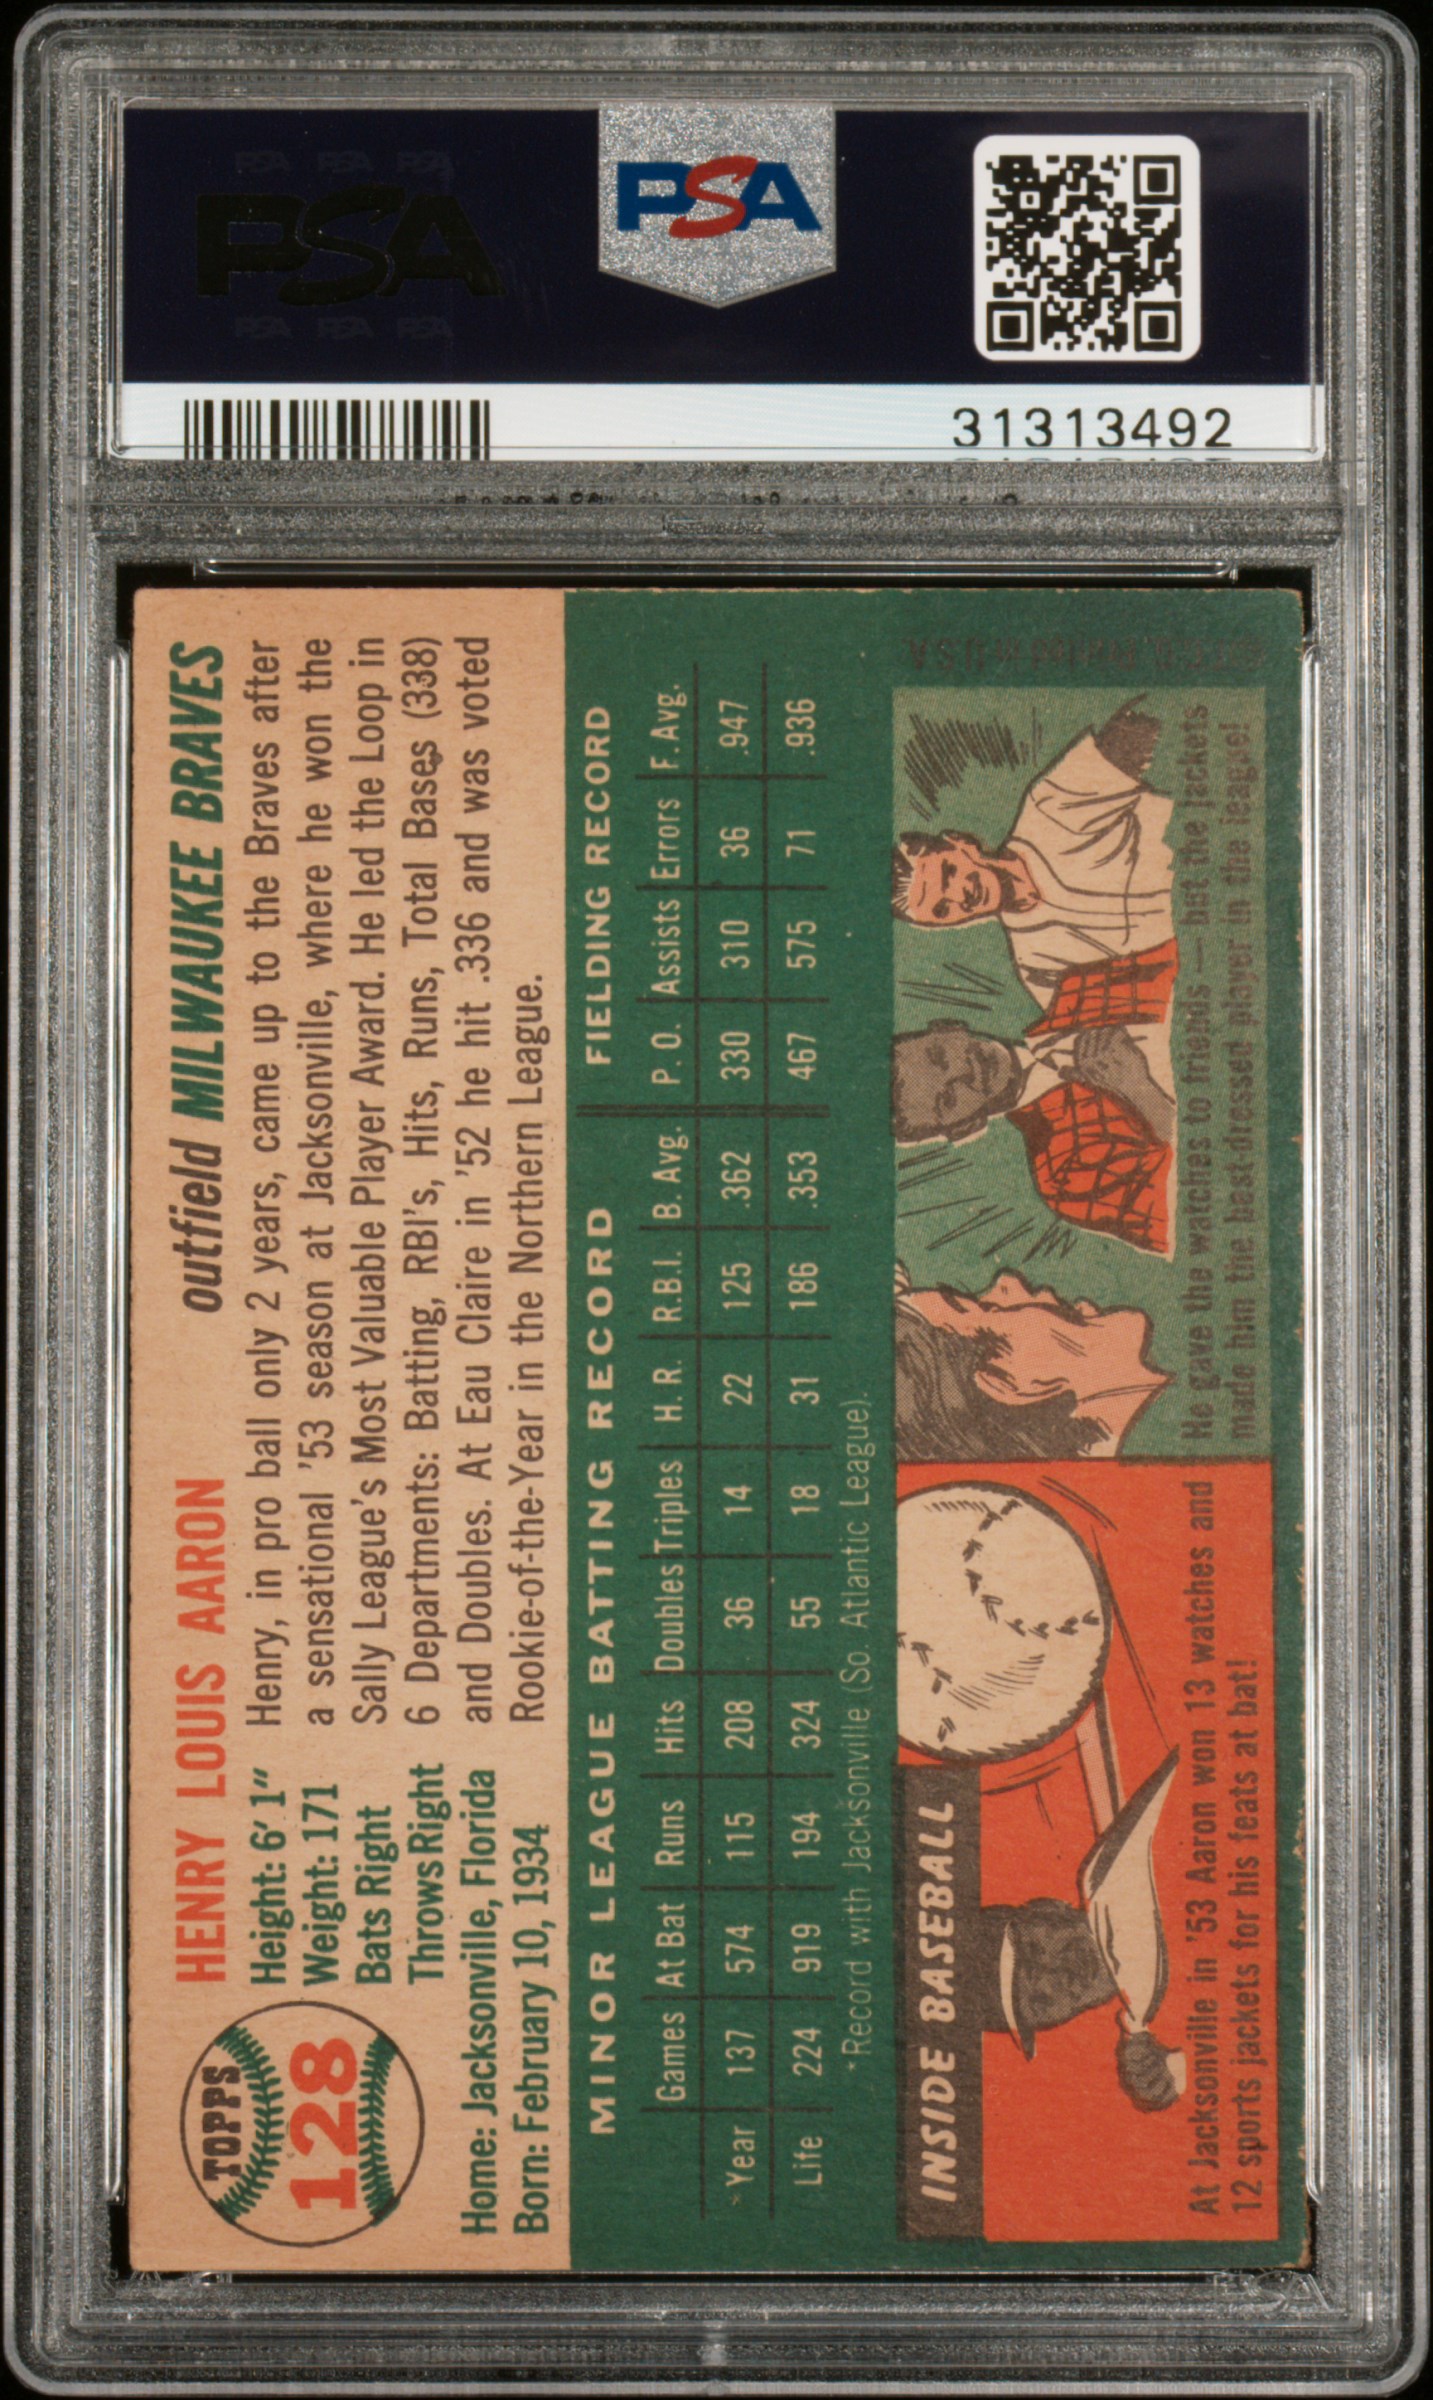 PSA PSA PSA
PSA
PSA PSA PSA
PSA
31313492
TOPPS
128
HENRY LOUIS AARON outfield MILWAUKEE BRAVES
Height: 6' 1"
Weight: 171
Bats Right
Throws Right
Home: Jacksonville, Florida
Born: February 10, 1934
Henry, in pro ball only 2 years, came up to the Braves after
a sensational '53 season at Jacksonville, where he won the
Sally League's Most Valuable Player Award. He led the Loop in
6 Departments: Batting, RBI's, Hits, Runs, Total Bases (338)
and Doubles. At Eau Claire in '52 he hit .336 and was voted
Rookie-of-the-Year in the Northern League.
MINOR LEAGUE BATTING RECORD FIELDING RECORD
Games At Bat Runs Hits Doubles Triples H.R. R.B.I. B. Avg. P. O. Assists Errors F. Avg.
*Year 137 574 115 208 36 14 22 125 .362 330 310 36 .947
Life 224 919 194 324 55 18 31 186 .353 467 575 71 .936
*Record with Jacksonville (So. Atlantic League).
INSIDE BASEBALL
At Jacksonville in '53 Aaron won 13 watches and
12 sports jackets for his feats at bat!
He gave the watches to friends — but the jackets
made him the best-dressed player in the league!
T.C.G. Printed in U.S.A.